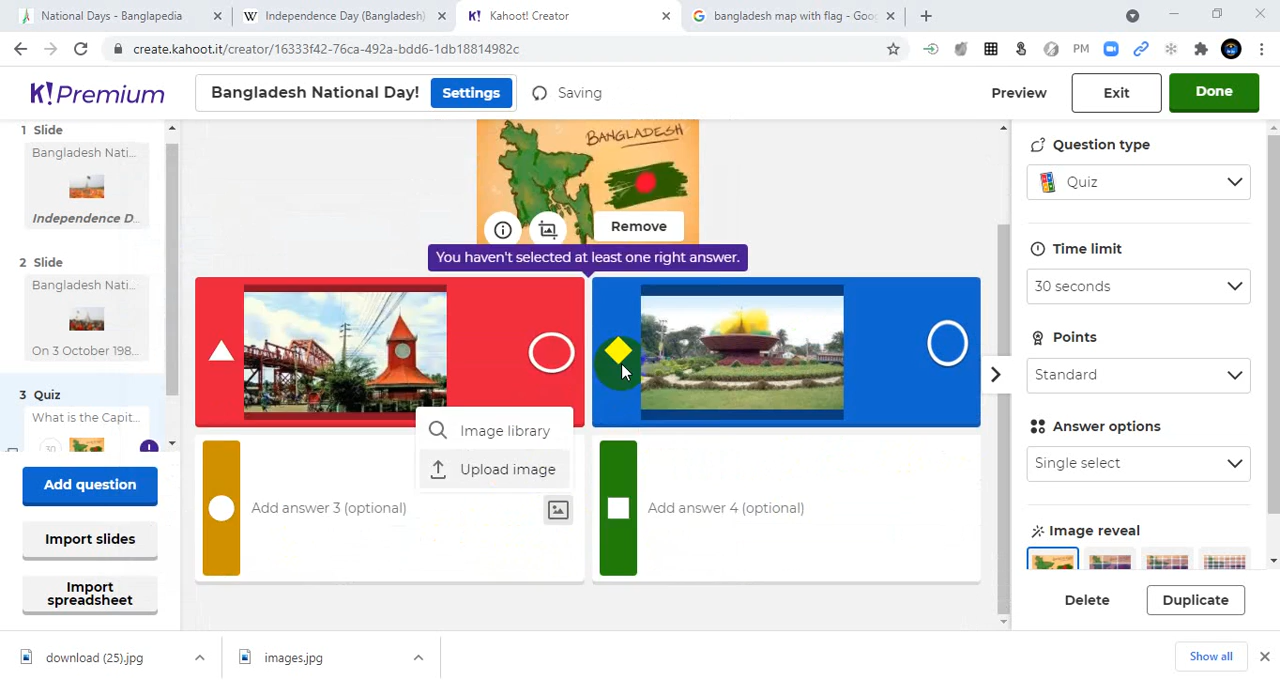 National Days - Banglapedia
Independence Day (Bangladesh)
Kahoot! Creator
bangladesh map with flag - Goo
create.kahoot.it/creator/16333f42-76ca-492a-bdd6-1db18814982c
PM
K! Premium
Bangladesh National Day!
Settings
Saving
Preview
Exit
Done
1 Slide
Bangladesh Nati...
Independence D...
2 Slide
Bangladesh Nati...
On 3 October 198...
3 Quiz
What is the Capit...
30
Add question
Import slides
Import
spreadsheet
BANGLADESH
Remove
You haven't selected at least one right answer.
Image library
Upload image
Add answer 3 (optional)
Add answer 4 (optional)
Question type
Quiz
Time limit
30 seconds
Points
Standard
Answer options
Single select
Image reveal
Delete
Duplicate
download (25).jpg
images.jpg
Show all